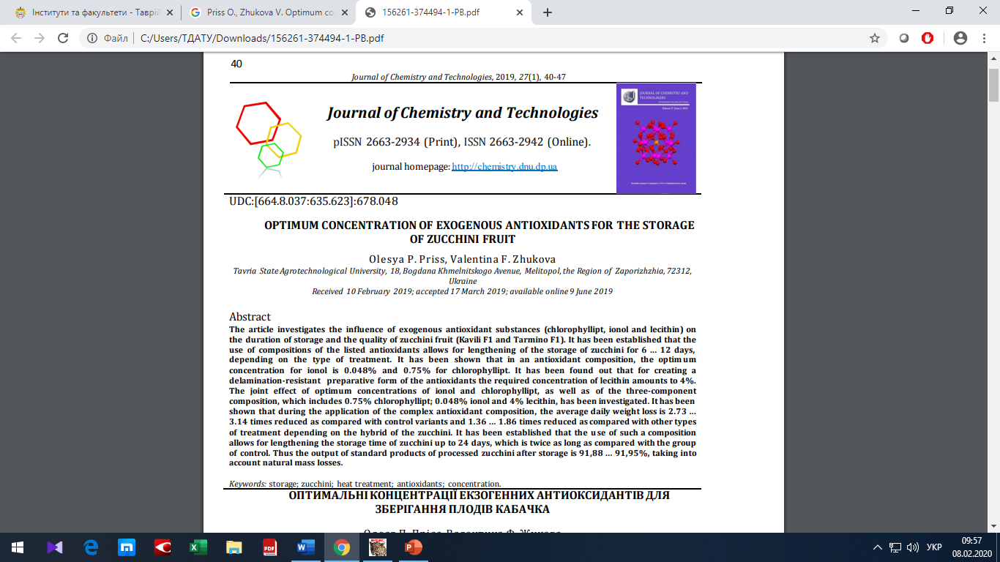 Інститути та факультети - Таврій
Priss O., Zhukova V. Optimum co
156261-374494-1-PB.pdf
Файл
C:/Users/ТДАТУ/Downloads/156261-374494-1-PB.pdf
40
Journal of Chemistry and Technologies, 2019, 27(1), 40-47
Journal of Chemistry and Technologies
pISSN 2663-2934 (Print), ISSN 2663-2942 (Online).
journal homepage: http://chemistry.dnu.dp.ua
JOURNAL OF CHEMISTRY AND
TECHNOLOGIES
UDC:[664.8.037:635.623]:678.048
OPTIMUM CONCENTRATION OF EXOGENOUS ANTIOXIDANTS FOR THE STORAGE
OF ZUCCHINI FRUIT
Olesya P. Priss, Valentina F. Zhukova
Tavria State Agrotechnological University, 18, Bogdana Khmelnitskogo Avenue, Melitopol, the Region of Zaporizhzhia, 72312,
Ukraine
Received 10 February 2019; accepted 17 March 2019; available online 9 June 2019
Abstract
The article investigates the influence of exogenous antioxidant substances (chlorophyllipt, ionol and lecithin) on
the duration of storage and the quality of zucchini fruit (Kavili F1 and Tarmino F1). It has been established that the
use of compositions of the listed antioxidants allows for lengthening of the storage of zucchini for 6 ... 12 days,
depending on the type of treatment. It has been shown that in an antioxidant composition, the optimum
concentration for ionol is 0.048% and 0.75% for chlorophyllipt. It has been found out that for creating a
delamination-resistant preparative form of the antioxidants the required concentration of lecithin amounts to 4%.
The joint effect of optimum concentrations of ionol and chlorophyllipt, as well as of the three-component
composition, which includes 0.75% chlorophyllipt; 0.048% ionol and 4% lecithin, has been investigated. It has been
shown that during the application of the complex antioxidant composition, the average daily weight loss is 2.73 ...
3.14 times reduced as compared with control variants and 1.36 ... 1.86 times reduced as compared with other types
of treatment depending on the hybrid of the zucchini. It has been established that the use of such a composition
allows for lengthening the storage time of zucchini up to 24 days, which is twice as long as compared with the group
of control. Thus the output of standard products of processed zucchini after storage is 91,88 ... 91,95%, taking into
account natural mass losses.
Keywords: storage; zucchini; heat treatment; antioxidants; concentration.
ОПТИМАЛЬНІ КОНЦЕНТРАЦІЇ ЕКЗОГЕННИХ АНТИОКСИДАНТІВ ДЛЯ
ЗБЕРІГАННЯ ПЛОДІВ КАБАЧКА
УКР
09:57
08.02.2020